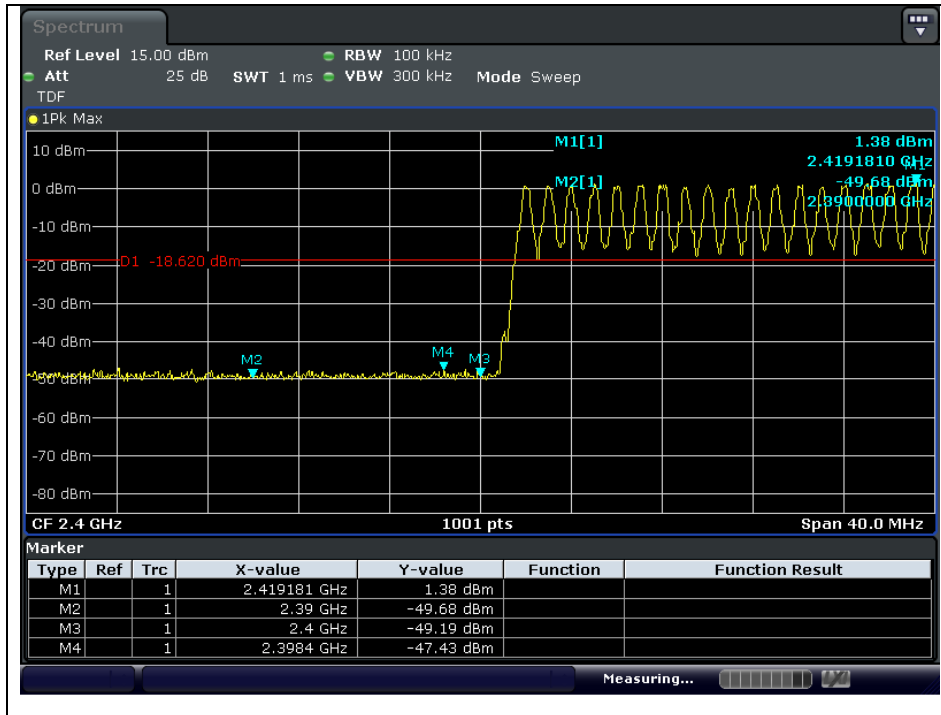 Spectrum
Ref Level 15.00 dBm RBW 100 kHz
Att 25 dB SWT 1 ms VBW 300 kHz Mode Sweep
TDF
1Pk Max
M1[1] 1.38 dBm
2.4191810 GHz
M2[1] -49.68 dBm
2.3900000 GHz
M1
10 dBm
0 dBm
-10 dBm
-20 dBm
D1 -18.620 dBm
-30 dBm
-40 dBm
M2 M4 M3
-50 dBm
-60 dBm
-70 dBm
-80 dBm
CF 2.4 GHz 1001 pts Span 40.0 MHz
Marker
Type Ref Trc X-value Y-value Function Function Result
M1 1 2.419181 GHz 1.38 dBm
M2 1 2.39 GHz -49.68 dBm
M3 1 2.4 GHz -49.19 dBm
M4 1 2.3984 GHz -47.43 dBm
Measuring...